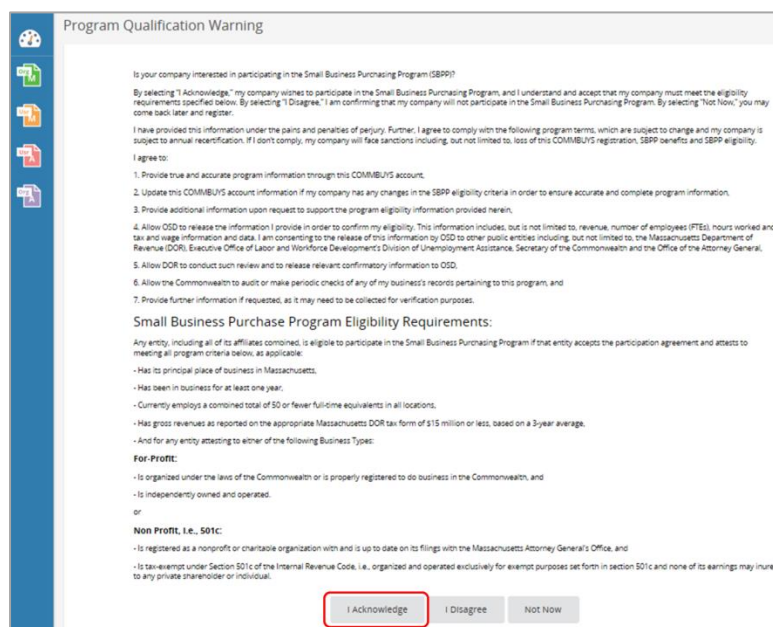 Program Qualification Warning
Is your company interested in participating in the Small Business Purchasing Program (SBPP)?
By selecting "I Acknowledge," my company wishes to participate in the Small Business Purchasing Program, and I understand and accept that my company must meet the eligibility
requirements specified below. By selecting "I Disagree," I am confirming that my company will not participate in the Small Business Purchasing Program. By selecting "Not Now," you may
come back later and register.
I have provided this information under the pains and penalties of perjury. Further, I agree to comply with the following program terms, which are subject to change and my company is
subject to annual recertification. If I don't comply, my company will face sanctions including, but not limited to, loss of this COMMBUYS registration, SBPP benefits and SBPP eligibility.
I agree to:
1. Provide true and accurate program information through this COMMBUYS account,
2. Update this COMMBUYS account information if my company has any changes in the SBPP eligibility criteria in order to ensure accurate and complete program information,
3. Provide additional information upon request to support the program eligibility information provided herein,
4. Allow OSD to release the information I provide in order to confirm my eligibility. This information includes, but is not limited to, revenue, number of employees (FTEs), hours worked and
tax and wage information and data. I am consenting to the release of this information by OSD to other public entities including, but not limited to, the Massachusetts Department of
Revenue (DOR), Executive Office of Labor and Workforce Development's Division of Unemployment Assistance, Secretary of the Commonwealth and the Office of the Attorney General,
5. Allow DOR to conduct such review and to release relevant confirmatory information to OSD,
6. Allow the Commonwealth to audit or make periodic checks of any of my business's records pertaining to this program, and
7. Provide further information if requested, as it may need to be collected for verification purposes.
Small Business Purchase Program Eligibility Requirements:
Any entity, including all of its affiliates combined, is eligible to participate in the Small Business Purchasing Program if that entity accepts the participation agreement and attests to
meeting all program criteria below, as applicable:
- Has its principal place of business in Massachusetts,
- Has been in business for at least one year,
- Currently employs a combined total of 50 or fewer full-time equivalents in all locations,
- Has gross revenues as reported on the appropriate Massachusetts DOR tax form of $15 million or less, based on a 3-year average,
- And for any entity attesting to either of the following Business Types:
For-Profit:
- Is organized under the laws of the Commonwealth or is properly registered to do business in the Commonwealth, and
- Is independently owned and operated.
or
Non Profit, i.e., 501c:
- Is registered as a nonprofit or charitable organization with and is up to date on its filings with the Massachusetts Attorney General's Office, and
- Is tax-exempt under Section 501c of the Internal Revenue Code, i.e., organized and operated exclusively for exempt purposes set forth in section 501c and none of its earnings may inure
to any private shareholder or individual.
I Acknowledge I Disagree Not Now